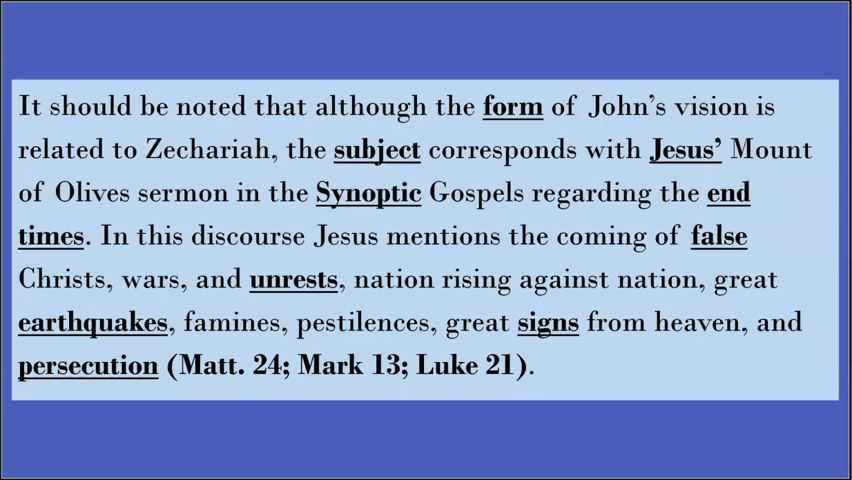 It should be noted that although the form of John’s vision is
related to Zechariah, the subject corresponds with Jesus’ Mount
of Olives sermon in the Synoptic Gospels regarding the end
times. In this discourse Jesus mentions the coming of false
Christs, wars, and unrests, nation rising against nation, great
earthquakes, famines, pestilences, great signs from heaven, and
persecution (Matt. 24; Mark 13; Luke 21).